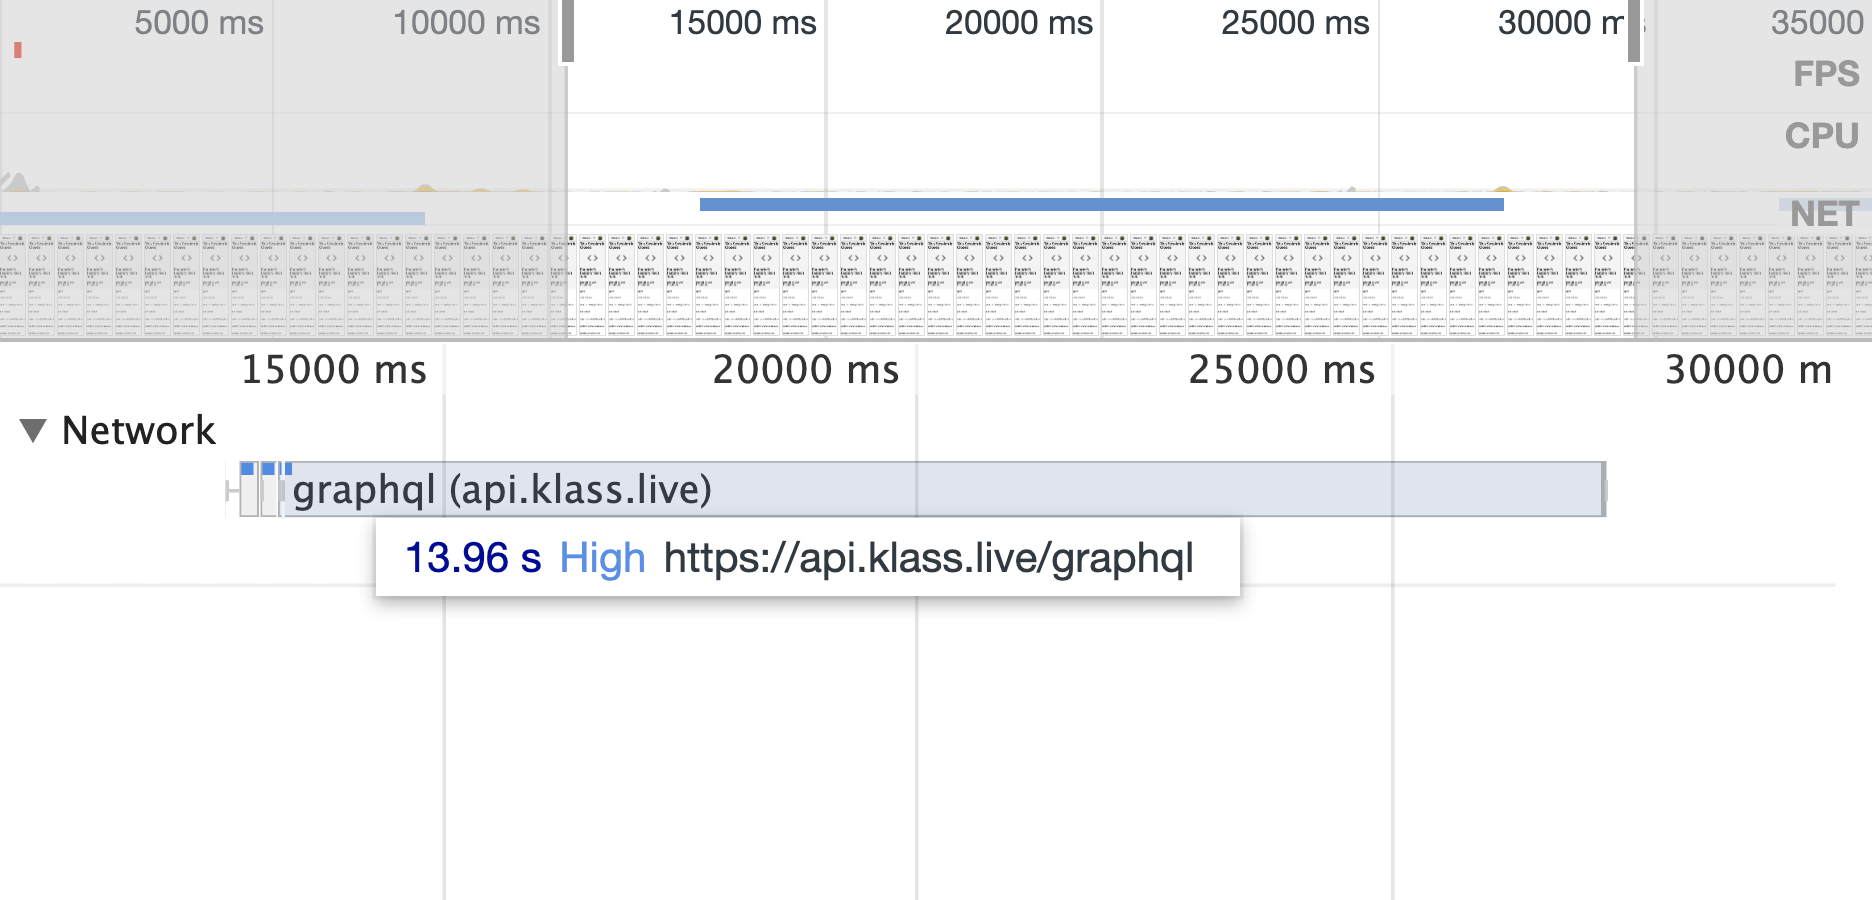 5000 ms 10000 ms 15000 ms 20000 ms 25000 ms 30000 m 35000
FPS
CPU
NET
15000 ms 20000 ms 25000 ms 30000 m
Network
graphql (api.klass.live)
13.96 s High https://api.klass.live/graphql